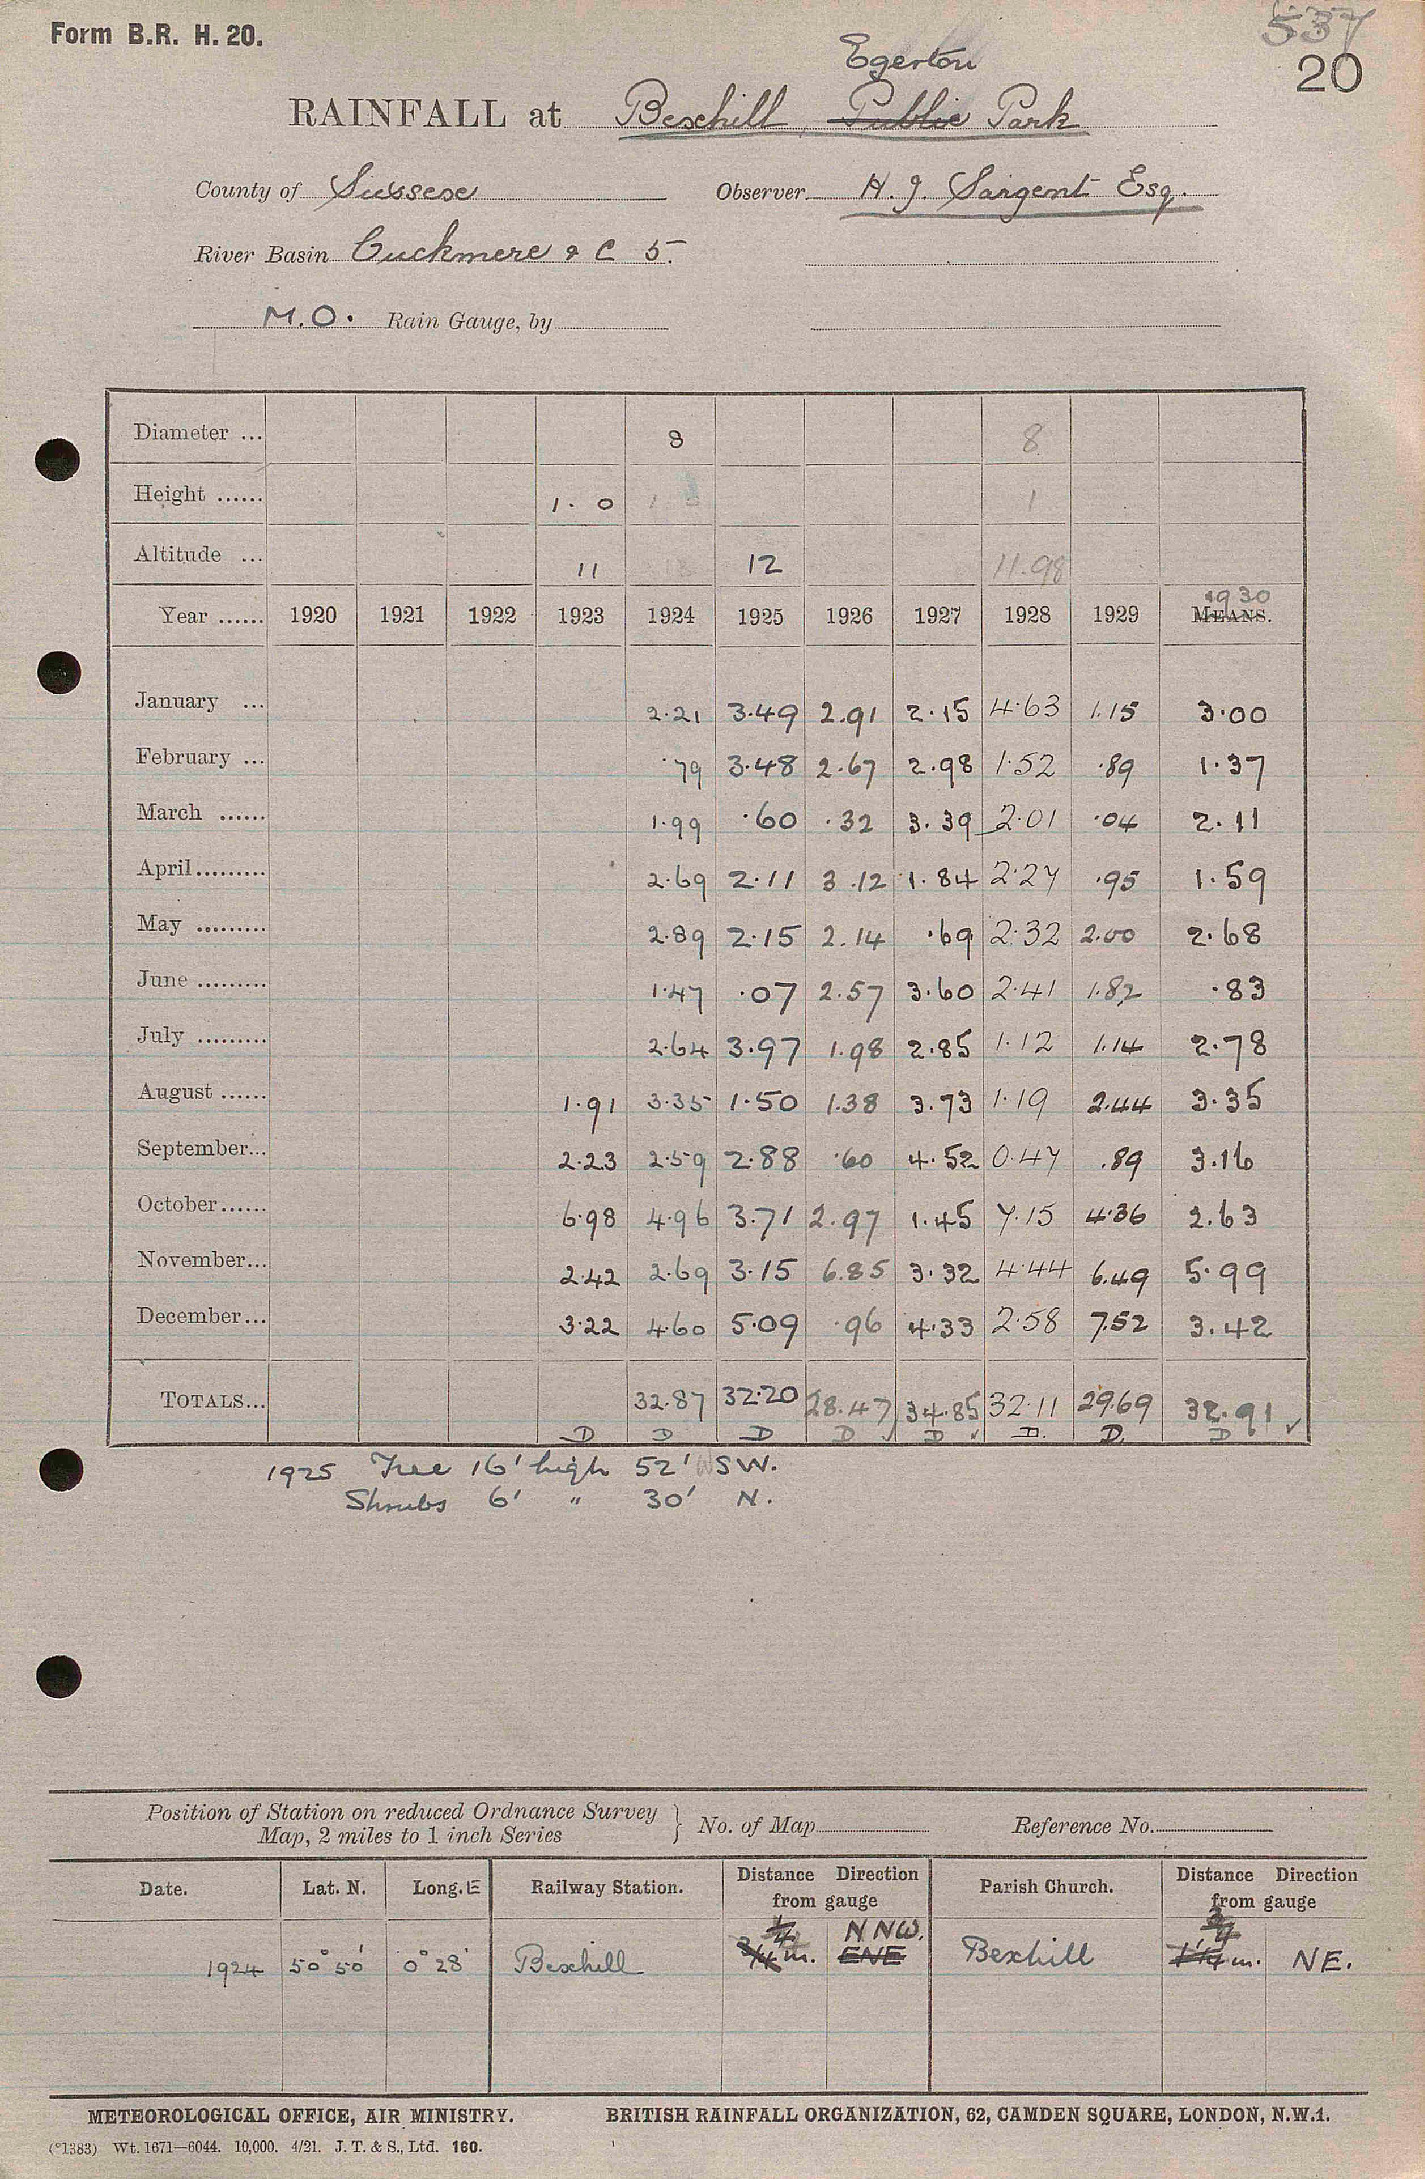 Form B.R. H. 20.
537
20
Egerton
RAINFALL at Bexhill, Public Park
County of Sussex Observer H. J. Sargent Esq.
River Basin Cuckmere & C 5.
M.O. Rain Gauge, by
Diameter ... 8 8
Height ...... 1. 0 1 1
Altitude ... 11 12 11.98
1930
Year ...... 1920 1921 1922 1923 1924 1925 1926 1927 1928 1929 MEANS.
January ... 2.21 3.49 2.91 2.15 4.63 1.15 3.00
February ... .79 3.48 2.67 2.98 1.52 .89 1.37
March ...... 1.99 .60 .32 3.39 2.01 .04 2.11
April......... 2.69 2.11 3.12 1.84 2.27 .95 1.59
May ......... 2.89 2.15 2.14 .69 2.32 2.00 2.68
June ......... 1.47 .07 2.57 3.60 2.41 1.82 .83
July ......... 2.64 3.97 1.98 2.85 1.12 1.14 2.78
August ...... 1.91 3.35 1.50 1.38 3.73 1.19 2.44 3.35
September... 2.23 2.59 2.88 .60 4.52 0.47 .89 3.16
October...... 6.98 4.96 3.71 2.97 1.45 7.15 4.36 2.63
November... 2.42 2.69 3.15 6.85 3.32 4.44 6.49 5.99
December... 3.22 4.60 5.09 .96 4.33 2.58 7.52 3.42
TOTALS... 32.87 32.20 28.47 34.85 32.11 29.69 32.91 ✓
D D D D ✓ D ✓ D. D. D
1925 Tree 16' high 52' SW.
Shrubs 6' " 30' N.
Position of Station on reduced Ordnance Survey
Map, 2 miles to 1 inch Series } No. of Map Reference No.
Date. Lat. N. Long. E Railway Station. Distance Direction from gauge Parish Church. Distance Direction from gauge
1/4 NNW. 3/4
1924 50° 50' 0° 28' Bexhill 3/4 m. ENE Bexhill 1 1/4 m. NE.
METEOROLOGICAL OFFICE, AIR MINISTRY. BRITISH RAINFALL ORGANIZATION, 62, CAMDEN SQUARE, LONDON, N.W.1.
(*1383) Wt. 1671—6044. 10,000. 4/21. J. T. & S., Ltd. 160.